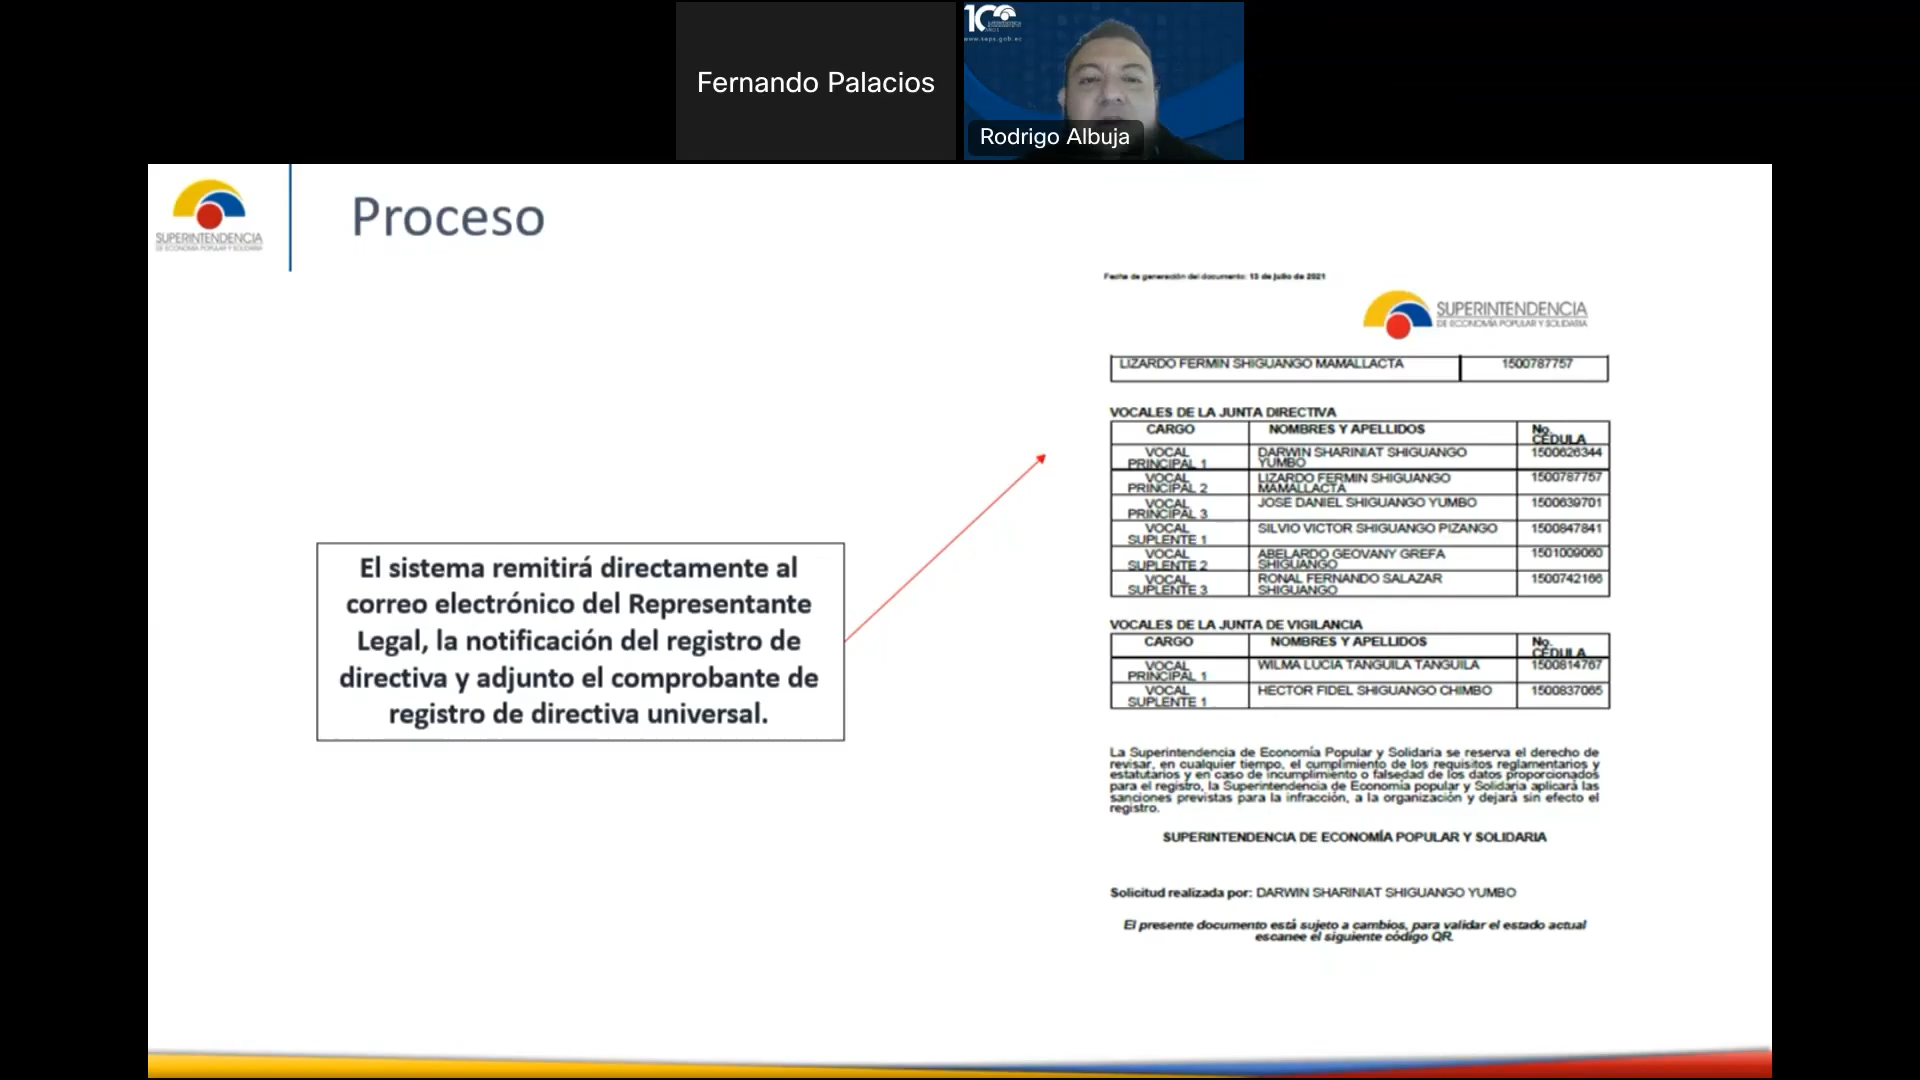 Fernando Palacios
www.seps.gob.ec
Rodrigo Albuja
SUPERINTENDENCIA
DE ECONOMÍA POPULAR Y SOLIDARIA
Proceso
El sistema remitirá directamente al
correo electrónico del Representante
Legal, la notificación del registro de
directiva y adjunto el comprobante de
registro de directiva universal.
Fecha de generación del documento: 13 de julio de 2021
SUPERINTENDENCIA
DE ECONOMÍA POPULAR Y SOLIDARIA
LIZARDO FERMIN SHIGUANGO MAMALLACTA 1500787757
VOCALES DE LA JUNTA DIRECTIVA
CARGO NOMBRES Y APELLIDOS No. CÉDULA
VOCAL PRINCIPAL 1 DARWIN SHARINIAT SHIGUANGO YUMBO 1500626344
VOCAL PRINCIPAL 2 LIZARDO FERMIN SHIGUANGO MAMALLACTA 1500787757
VOCAL PRINCIPAL 3 JOSE DANIEL SHIGUANGO YUMBO 1500639701
VOCAL SUPLENTE 1 SILVIO VICTOR SHIGUANGO PIZANGO 1500847841
VOCAL SUPLENTE 2 ABELARDO GEOVANY GREFA SHIGUANGO 1501009060
VOCAL SUPLENTE 3 RONAL FERNANDO SALAZAR SHIGUANGO 1500742166
VOCALES DE LA JUNTA DE VIGILANCIA
CARGO NOMBRES Y APELLIDOS No. CÉDULA
VOCAL PRINCIPAL 1 WILMA LUCIA TANGUILA TANGUILA 1500814767
VOCAL SUPLENTE 1 HECTOR FIDEL SHIGUANGO CHIMBO 1500837065
La Superintendencia de Economía Popular y Solidaria se reserva el derecho de
revisar, en cualquier tiempo, el cumplimiento de los requisitos reglamentarios y
estatutarios y en caso de incumplimiento o falsedad de los datos proporcionados
para el registro, la Superintendencia de Economía popular y Solidaria aplicará las
sanciones previstas para la infracción, a la organización y dejará sin efecto el
registro.
SUPERINTENDENCIA DE ECONOMÍA POPULAR Y SOLIDARIA
Solicitud realizada por: DARWIN SHARINIAT SHIGUANGO YUMBO
El presente documento está sujeto a cambios, para validar el estado actual
escanee el siguiente código QR.